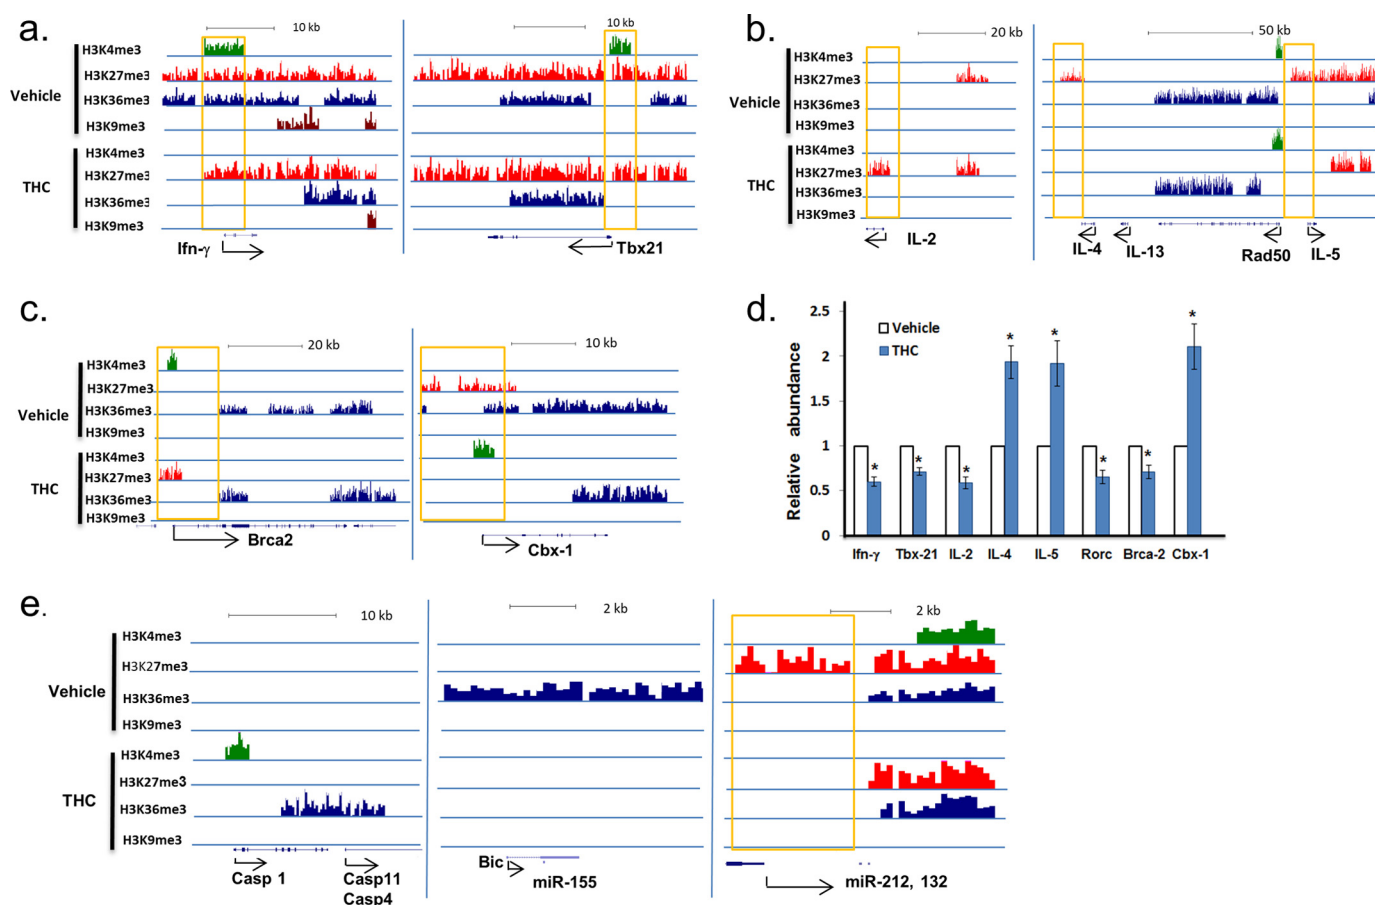 a.
10 kb
10 kb
Vehicle
H3K4me3
H3K27me3
H3K36me3
H3K9me3
THC
H3K4me3
H3K27me3
H3K36me3
H3K9me3
Ifn-γ
Tbx21
b.
20 kb
50 kb
Vehicle
H3K4me3
H3K27me3
H3K36me3
H3K9me3
THC
H3K4me3
H3K27me3
H3K36me3
H3K9me3
IL-2
IL-4
IL-13
Rad50
IL-5
c.
20 kb
10 kb
Vehicle
H3K4me3
H3K27me3
H3K36me3
H3K9me3
THC
H3K4me3
H3K27me3
H3K36me3
H3K9me3
Brca2
Cbx-1
d.
Relative abundance
2.5
2
1.5
1
0.5
0
Vehicle
THC
* * * * * * * *
Ifn-γ Tbx-21 IL-2 IL-4 IL-5 Rorc Brca-2 Cbx-1
e.
10 kb
2 kb
2 kb
Vehicle
H3K4me3
H3K27me3
H3K36me3
H3K9me3
THC
H3K4me3
H3K27me3
H3K36me3
H3K9me3
Casp 1
Casp11
Casp4
Bic
miR-155
miR-212, 132